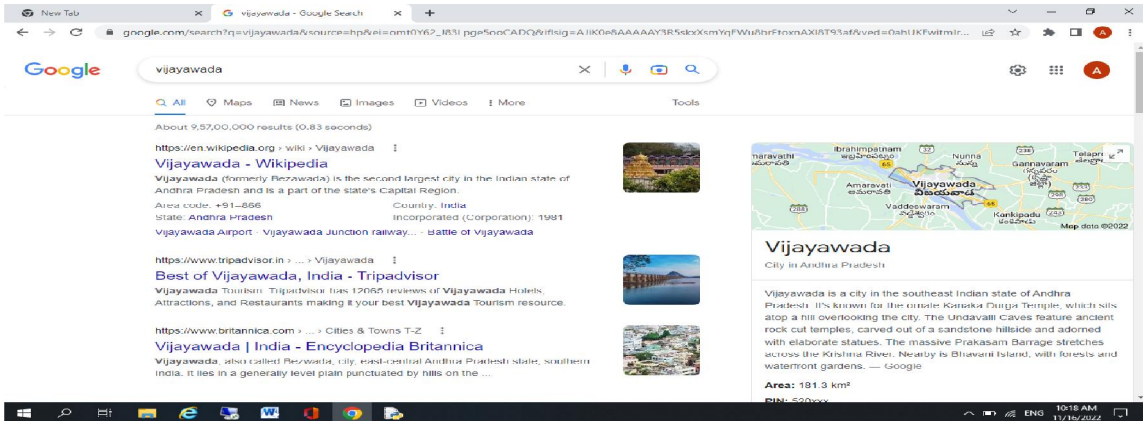 New Tab
vijayawada - Google Search
Google
vijayawada
All Maps News Images Videos More Tools
A
About 9,57,00,000 results (0.83 seconds)
https://en.wikipedia.org › wiki › Vijayawada
Vijayawada - Wikipedia
Vijayawada (formerly Bezawada) is the second largest city in the Indian state of
Andhra Pradesh and is a part of the state's Capital Region.
Area code: +91–866 Country: India
State: Andhra Pradesh Incorporated (Corporation): 1981
Vijayawada Airport · Vijayawada Junction railway... · Battle of Vijayawada
https://www.tripadvisor.in › ... › Vijayawada
Best of Vijayawada, India - Tripadvisor
Vijayawada Tourism: Tripadvisor has 12065 reviews of Vijayawada Hotels,
Attractions, and Restaurants making it your best Vijayawada Tourism resource.
https://www.britannica.com › ... › Cities & Towns T-Z
Vijayawada | India - Encyclopedia Britannica
Vijayawada, also called Bezwada, city, east-central Andhra Pradesh state, southern
India. It lies in a generally level plain punctuated by hills on the ...
Ibrahimpatnam
Nunna
Gannavaram
Amaravati
అమరావతి
Vijayawada
విజయవాడ
Vaddeswaram
Kankipadu
Map data ©2022
Vijayawada
City in Andhra Pradesh
Vijayawada is a city in the southeast Indian state of Andhra
Pradesh. It's known for the ornate Kanaka Durga Temple, which sits
atop a hill overlooking the city. The Undavalli Caves feature ancient
rock cut temples, carved out of a sandstone hillside and adorned
with elaborate statues. The massive Prakasam Barrage stretches
across the Krishna River. Nearby is Bhavani Island, with forests and
waterfront gardens. — Google
Area: 181.3 km²
PIN: 520xxx
ENG
10:18 AM
11/16/2022